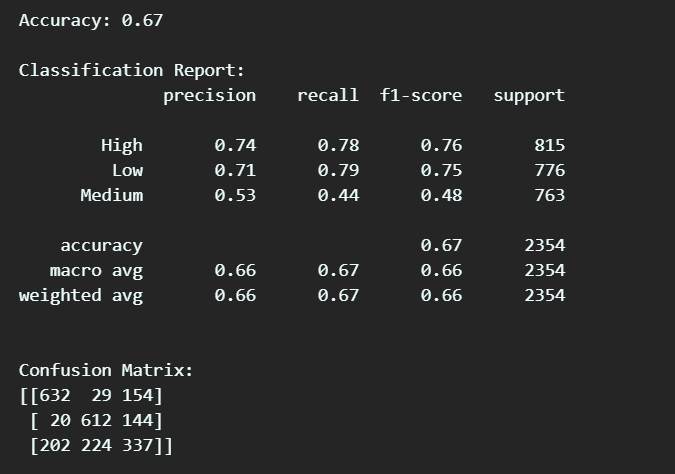 Accuracy: 0.67
Classification Report:
precision recall f1-score support
High 0.74 0.78 0.76 815
Low 0.71 0.79 0.75 776
Medium 0.53 0.44 0.48 763
accuracy 0.67 2354
macro avg 0.66 0.67 0.66 2354
weighted avg 0.66 0.67 0.66 2354
Confusion Matrix:
[[632 29 154]
[ 20 612 144]
[202 224 337]]